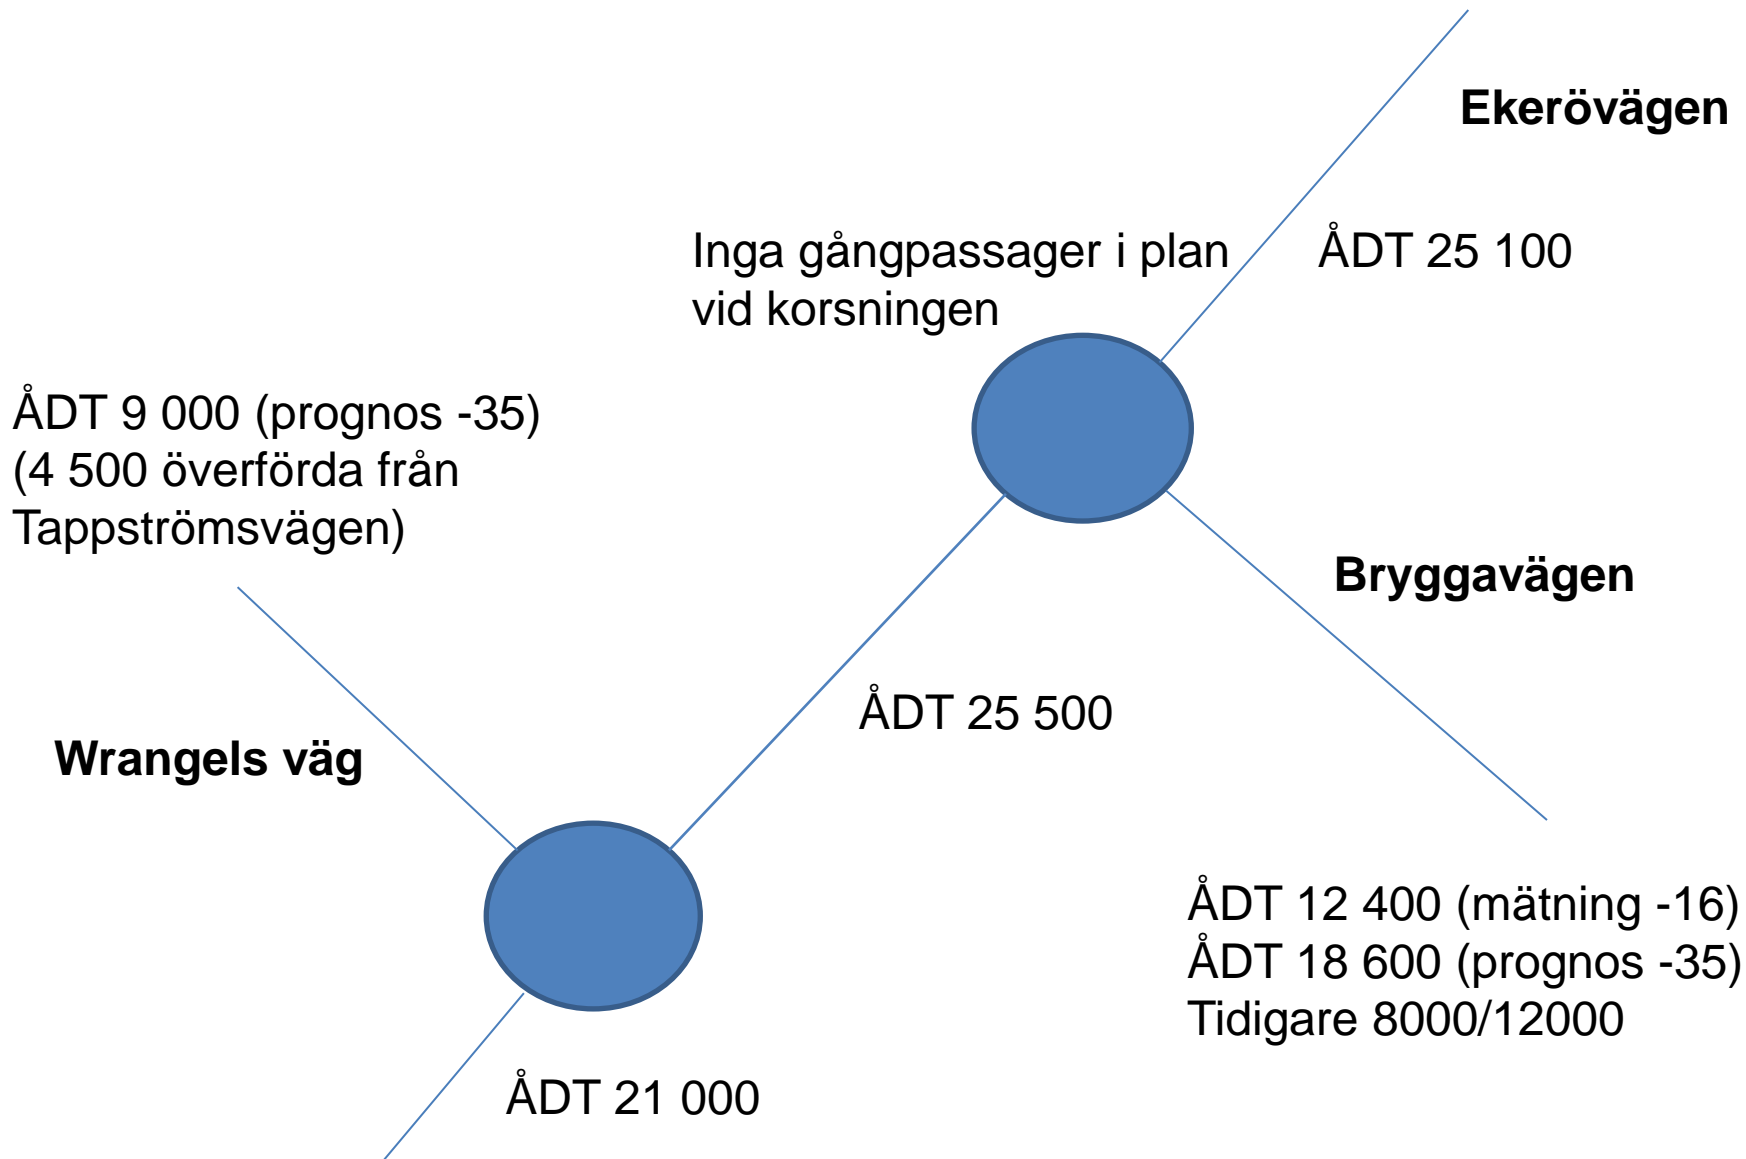 Ekerövägen
Inga gångpassager i plan
vid korsningen
ÅDT 25 100
ÅDT 9 000 (prognos -35)
(4 500 överförda från
Tappströmsvägen)
Bryggavägen
ÅDT 25 500
Wrangels väg
ÅDT 12 400 (mätning -16)
ÅDT 18 600 (prognos -35)
Tidigare 8000/12000
ÅDT 21 000